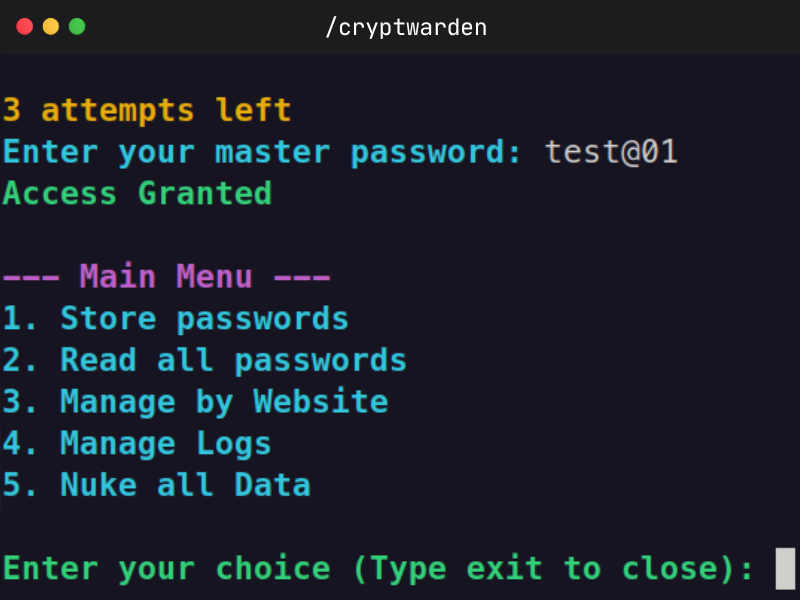 /cryptwarden
3 attempts left
Enter your master password: test@01
Access Granted
--- Main Menu ---
1. Store passwords
2. Read all passwords
3. Manage by Website
4. Manage Logs
5. Nuke all Data
Enter your choice (Type exit to close):